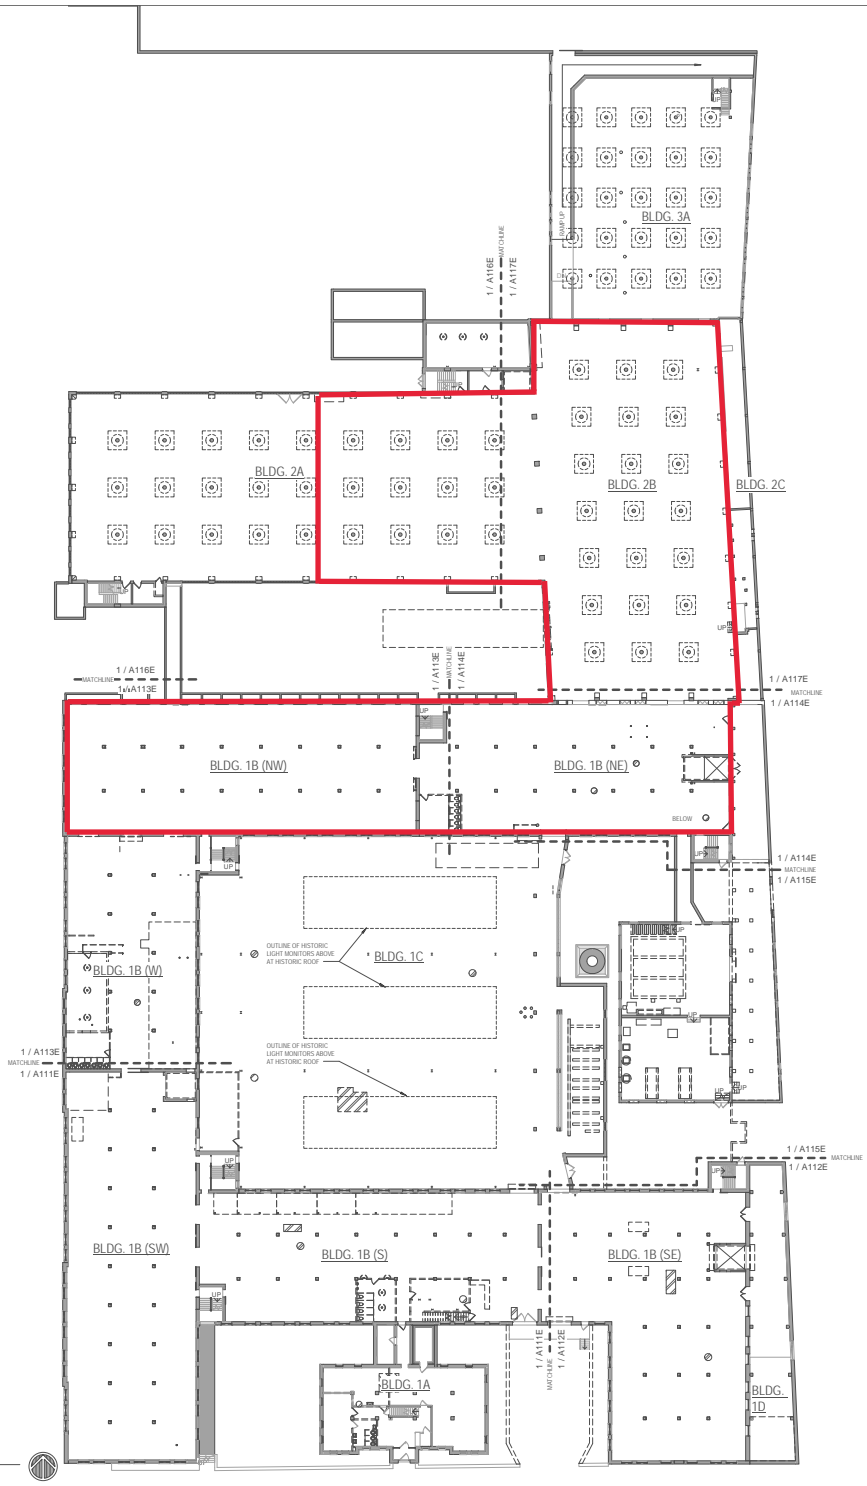 UP
BLDG. 3A
RAMP UP
1 / A116E
MATCHLINE
1 / A117E
UP
BLDG. 2A
BLDG. 2B
BLDG. 2C
UP
UP
1 / A116E
MATCHLINE
1 / A113E
1 / A113E
MATCHLINE
1 / A114E
1 / A117E
MATCHLINE
1 / A114E
UP
BLDG. 1B (NW)
BLDG. 1B (NE)
BELOW
UP
UP
1 / A114E
MATCHLINE
1 / A115E
OUTLINE OF HISTORIC
LIGHT MONITORS ABOVE
AT HISTORIC ROOF
BLDG. 1C
UP
BLDG. 1B (W)
UP
OUTLINE OF HISTORIC
LIGHT MONITORS ABOVE
AT HISTORIC ROOF
1 / A113E
MATCHLINE
1 / A111E
UP
UP
1 / A115E
MATCHLINE
1 / A112E
UP
UP
BLDG. 1B (SW)
BLDG. 1B (S)
BLDG. 1B (SE)
UP
1 / A111E
MATCHLINE
1 / A112E
BLDG. 1A
BLDG.
1D